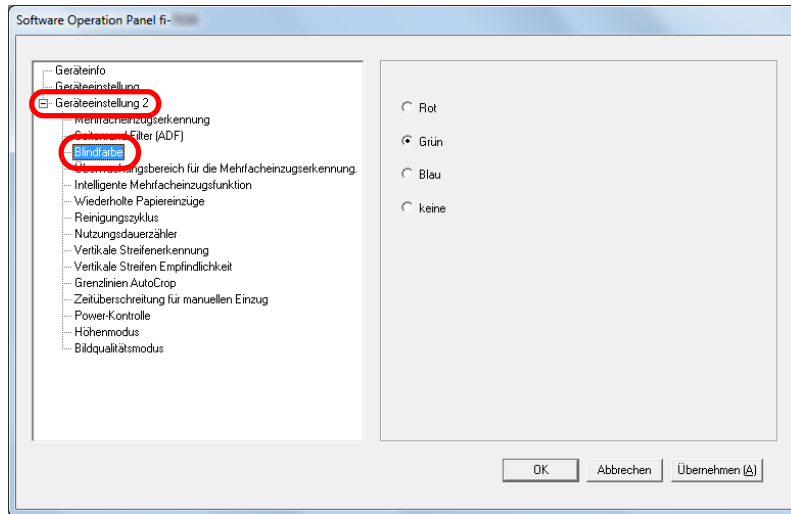 Software Operation Panel fi-
Geräteinfo
Geräteeinstellung
Geräteeinstellung 2
Mehrfacheinzugserkennung
Seitenrand Filter (ADF)
Blindfarbe
Überwachungsbereich für die Mehrfacheinzugserkennung.
Intelligente Mehrfacheinzugsfunktion
Wiederholte Papiereinzüge
Reinigungszyklus
Nutzungsdauerzähler
Vertikale Streifenerkennung
Vertikale Streifen Empfindlichkeit
Grenzlinien AutoCrop
Zeitüberschreitung für manuellen Einzug
Power-Kontrolle
Höhenmodus
Bildqualitätsmodus
Rot
Grün
Blau
keine
OK Abbrechen Übernehmen (A)